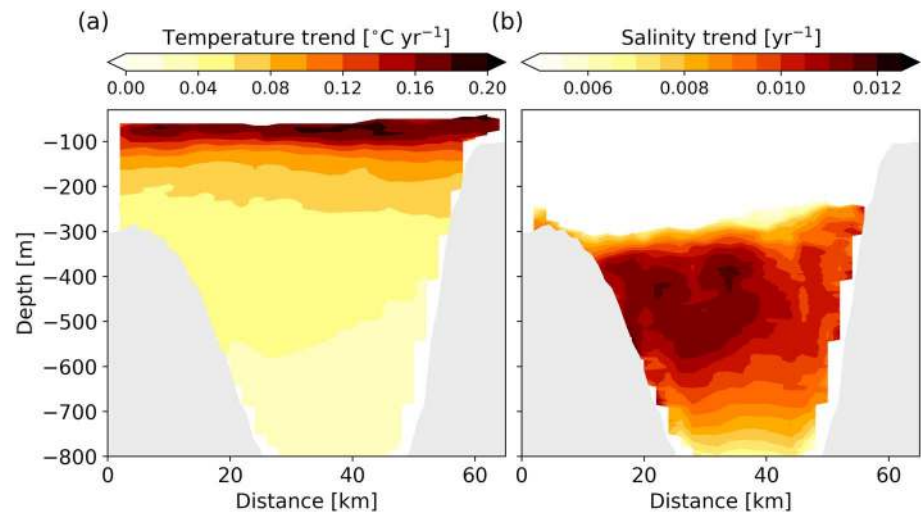 (a)
Temperature trend [°C yr⁻¹]
0.00 0.04 0.08 0.12 0.16 0.20
−100
−200
−300
−400
−500
−600
−700
−800
Depth [m]
0 20 40 60
Distance [km]
(b)
Salinity trend [yr⁻¹]
0.006 0.008 0.010 0.012
0 20 40 60
Distance [km]